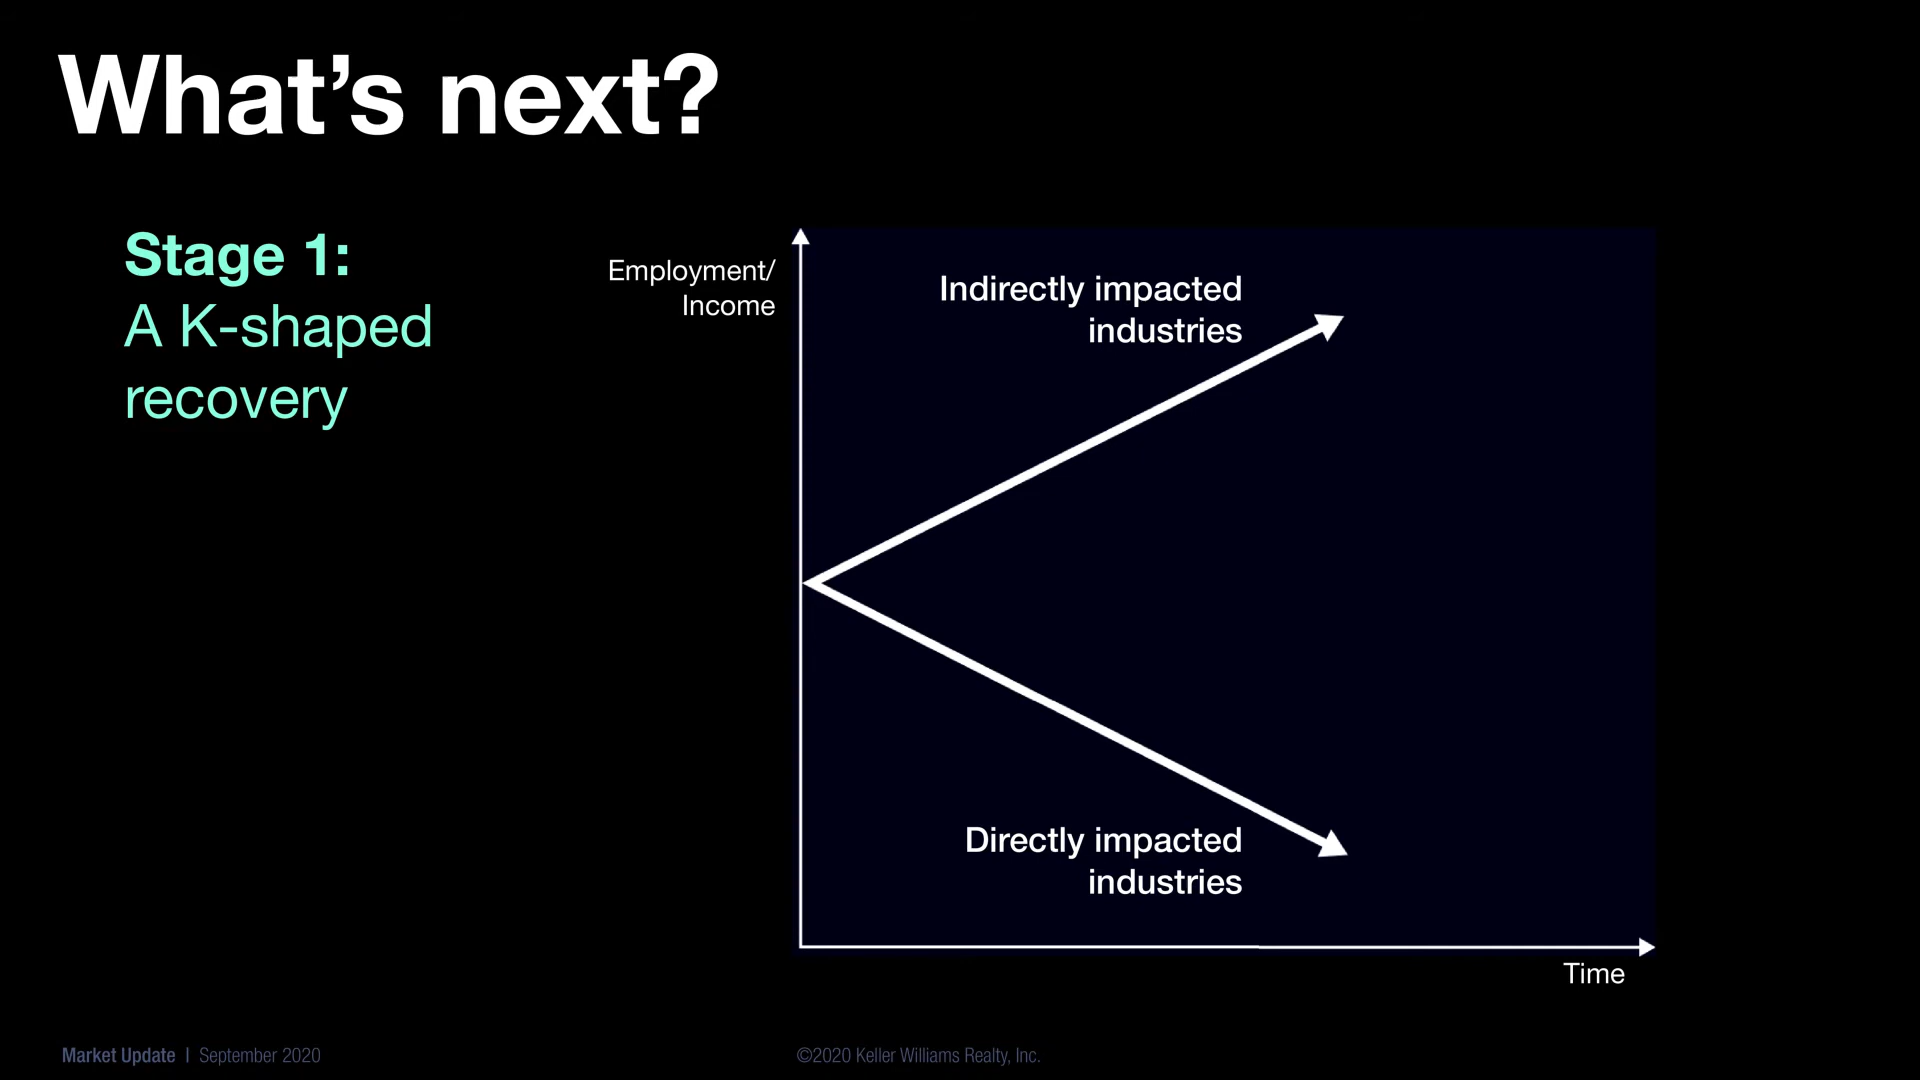 What’s next?
Stage 1:
A K-shaped
recovery
Employment/
Income
Indirectly impacted
industries
Directly impacted
industries
Time
Market Update | September 2020
©2020 Keller Williams Realty, Inc.